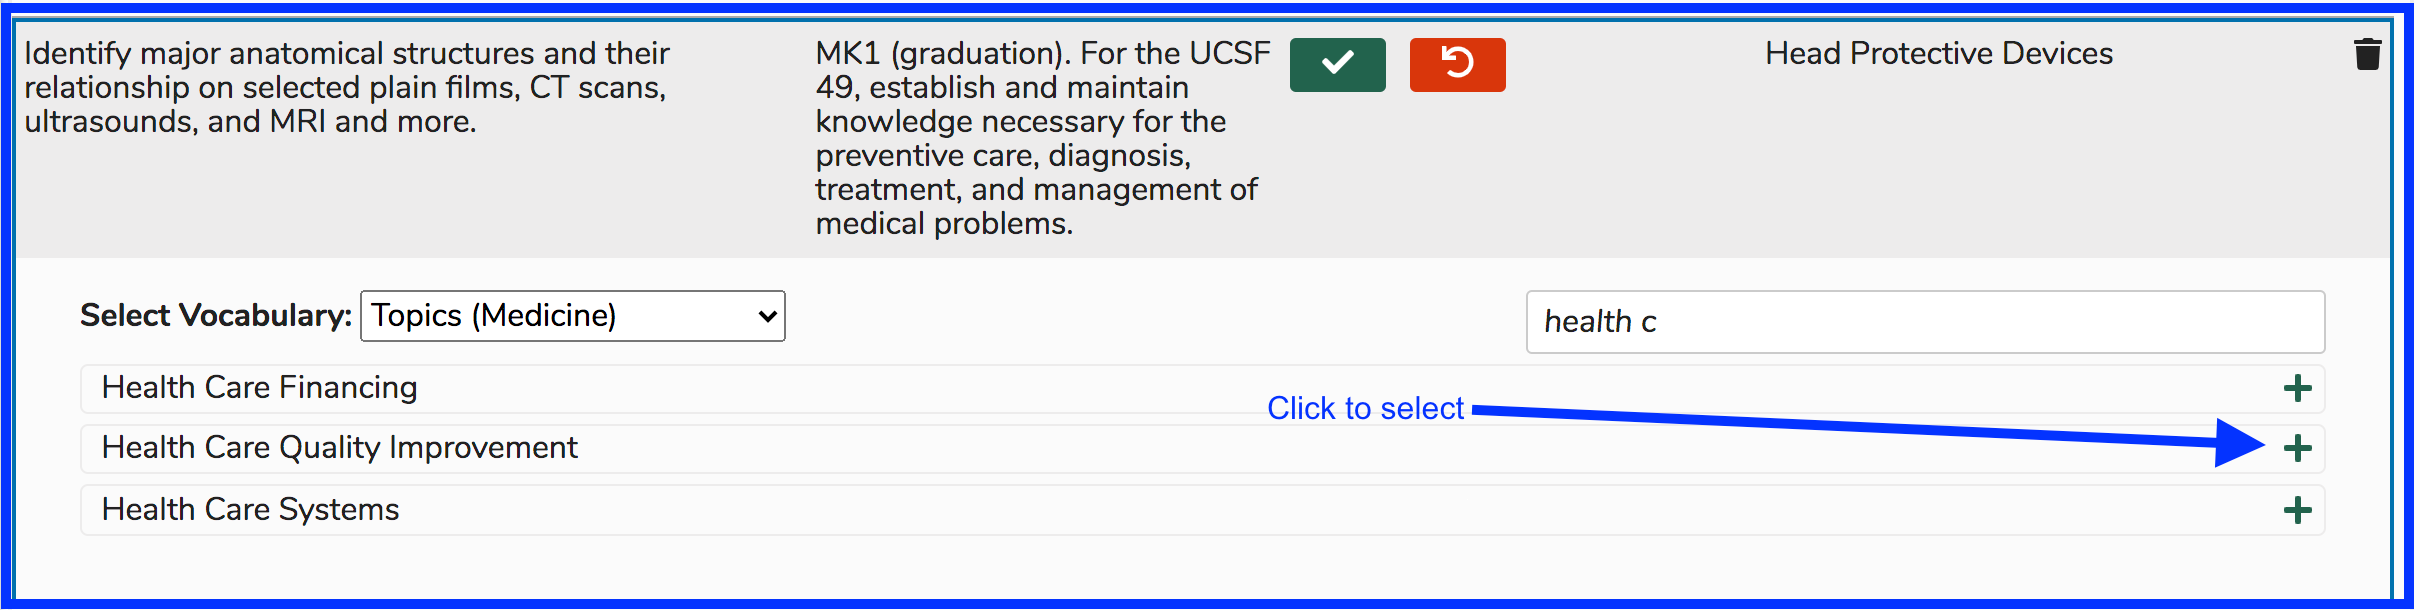 Identify major anatomical structures and their
relationship on selected plain films, CT scans,
ultrasounds, and MRI and more.
MK1 (graduation). For the UCSF
49, establish and maintain
knowledge necessary for the
preventive care, diagnosis,
treatment, and management of
medical problems.
Head Protective Devices
Select Vocabulary:
Topics (Medicine)
health c
Health Care Financing
Click to select
Health Care Quality Improvement
Health Care Systems